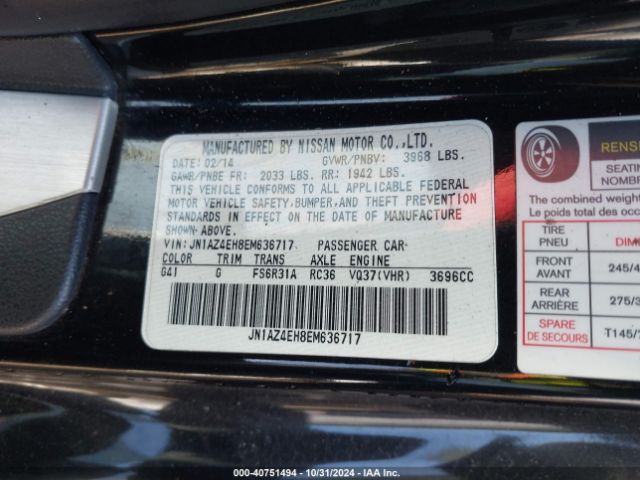 MANUFACTURED BY NISSAN MOTOR CO.,LTD.
DATE: 02/14 GVWR/PNBV: 3968 LBS.
GAWR/PNBE FR: 2033 LBS. RR: 1942 LBS.
THIS VEHICLE CONFORMS TO ALL APPLICABLE FEDERAL
MOTOR VEHICLE SAFETY,BUMPER,AND THEFT PREVENTION
STANDARDS IN EFFECT ON THE DATE OF MANUFACTURE
SHOWN ABOVE.
VIN: JN1AZ4EH8EM636717 PASSENGER CAR
COLOR TRIM TRANS AXLE ENGINE
G41 G FS6R31A RC36 VQ37(VHR) 3696CC
JN1AZ4EH8EM636717
RENSE
SEATIN
NOMBR
The combined weight
Le poids total des oc
TIRE DIM
PNEU
FRONT 245/4
AVANT
REAR 275/3
ARRIÈRE
SPARE T145/7
DE SECOURS
000-40751494 - 10/31/2024 - IAA Inc.